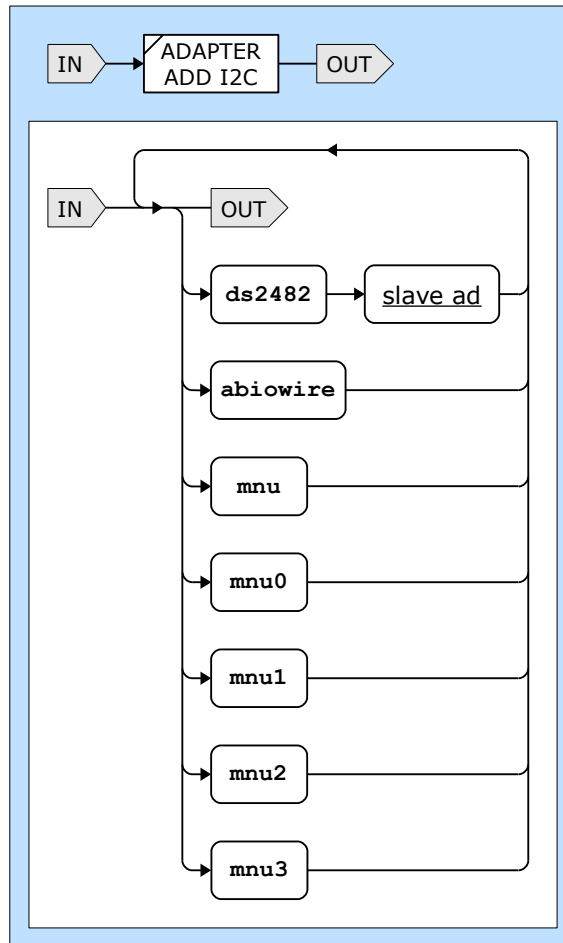 IN
ADAPTER
ADD I2C
OUT
IN
OUT
ds2482
slave ad
abiowire
mnu
mnu0
mnu1
mnu2
mnu3